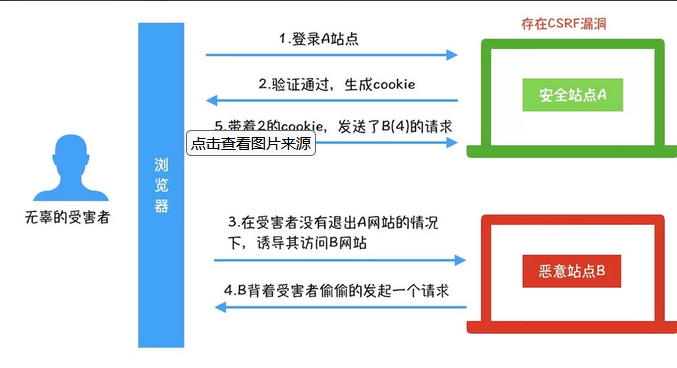 存在CSRF漏洞
1.登录A站点
2.验证通过，生成cookie
安全站点A
5.带着2的cookie，发送了B(4)的请求
点击查看图片来源
浏览器
无辜的受害者
3.在受害者没有退出A网站的情况
下，诱导其访问B网站
恶意站点B
4.B背着受害者偷偷的发起一个请求